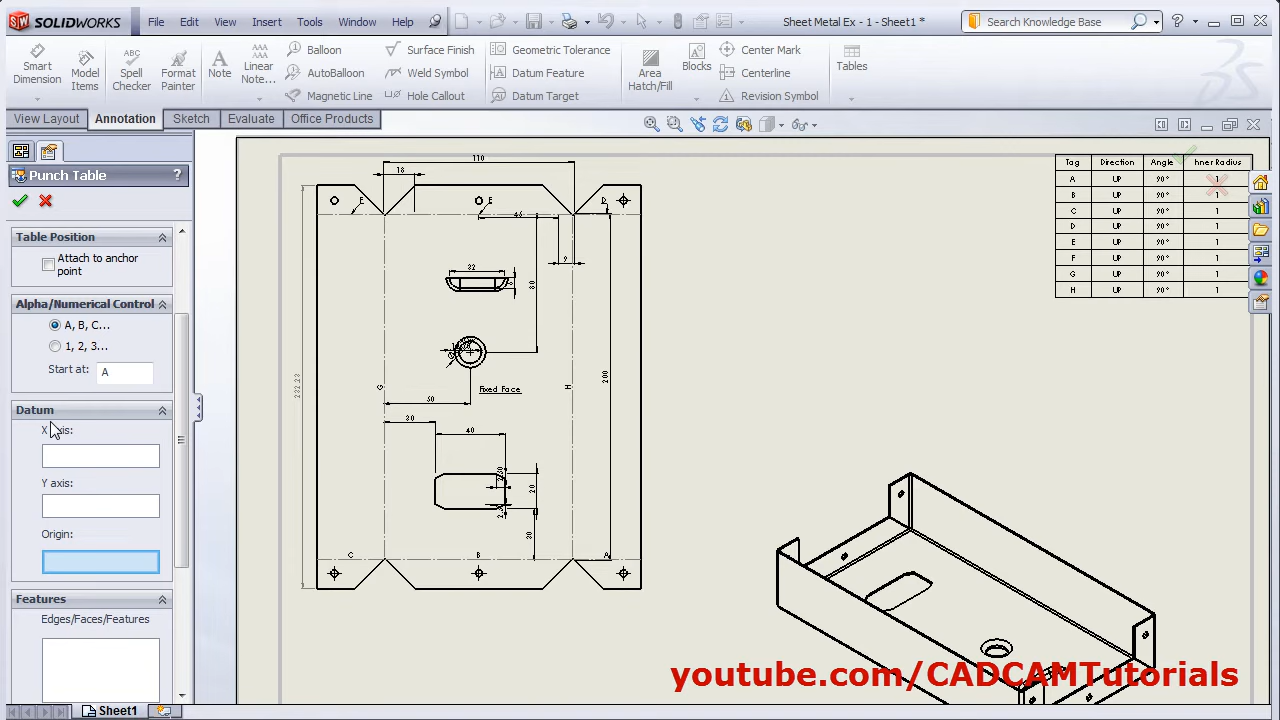 SOLIDWORKS File Edit View Insert Tools Window Help Sheet Metal Ex - 1 - Sheet1 * Search Knowledge Base ?
Smart Dimension
Model Items
Spell Checker
Format Painter
Note
Linear Note...
Balloon
AutoBalloon
Magnetic Line
Surface Finish
Weld Symbol
Hole Callout
Geometric Tolerance
Datum Feature
Datum Target
Area Hatch/Fill
Blocks
Center Mark
Centerline
Revision Symbol
Tables
View Layout Annotation Sketch Evaluate Office Products
Punch Table ?
Table Position
Attach to anchor
point
Alpha/Numerical Control
A, B, C...
1, 2, 3...
Start at: A
Datum
X axis:
Y axis:
Origin:
Features
Edges/Faces/Features
110
18
F E D
46
9
32
80
232.23
200
G H
Fixed Face
50
30
40
20
20
C B A
Tag Direction Angle Inner Radius
A UP 90° 1
B UP 90° 1
C UP 90° 1
D UP 90° 1
E UP 90° 1
F UP 90° 1
G UP 90° 1
H UP 90° 1
youtube.com/CADCAMTutorials
Sheet1